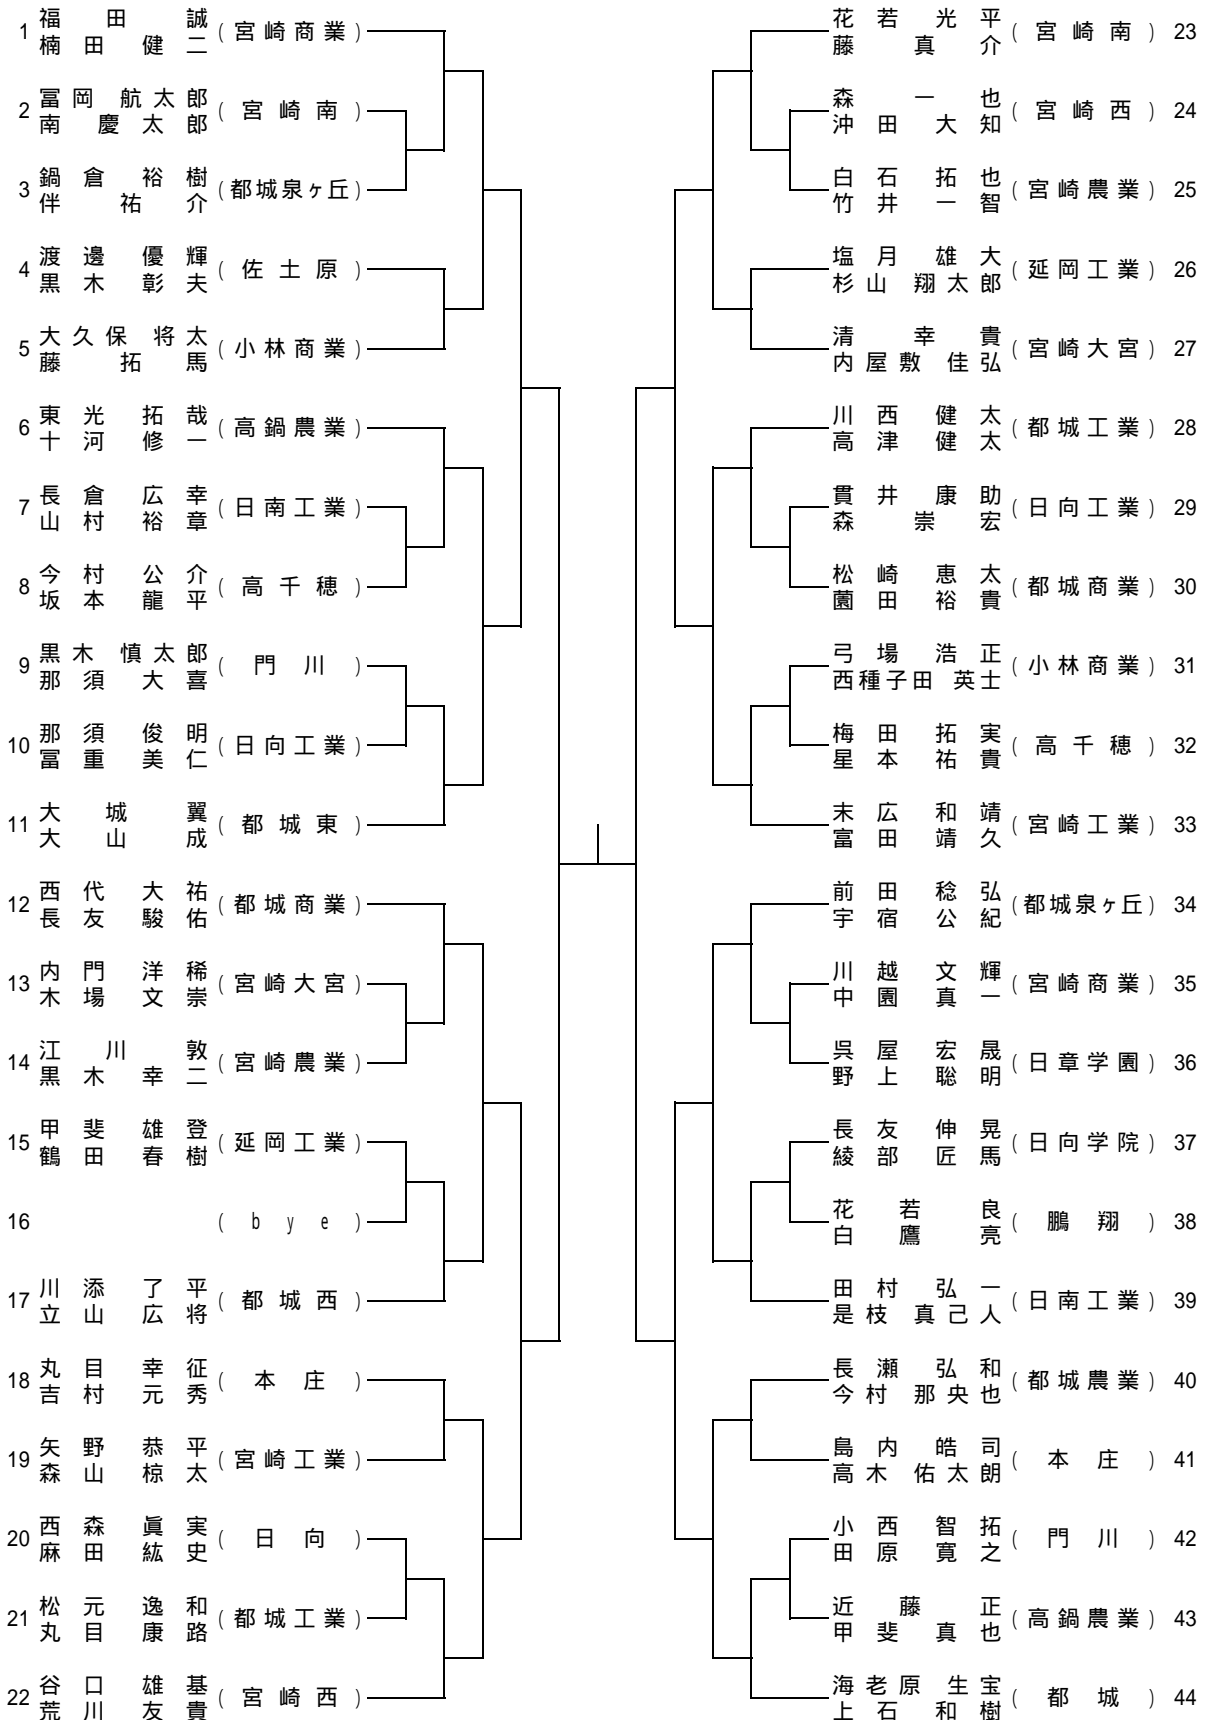 1 福田誠 (宮崎商業)
楠田健二
2 冨岡航太郎 (宮崎南)
南慶太郎
3 鍋倉裕樹 (都城泉ヶ丘)
伴祐介
4 渡邊優輝 (佐土原)
黒木彰夫
5 大久保将太 (小林商業)
藤拓馬
6 東光拓哉 (高鍋農業)
十河修一
7 長倉広幸 (日南工業)
山村裕章
8 今村公介 (高千穂)
坂本龍平
9 黒木慎太郎 (門川)
那須大喜
10 那須俊明 (日向工業)
冨重美仁
11 大城翼 (都城東)
大山成
12 西代大祐 (都城商業)
長友駿佑
13 内門洋稀 (宮崎大宮)
木場文崇
14 江川敦 (宮崎農業)
黒木幸二
15 甲斐雄登 (延岡工業)
鶴田春樹
16 (bye)
17 川添了平 (都城西)
立山広将
18 丸目幸征 (本庄)
吉村元秀
19 矢野恭平 (宮崎工業)
森山椋太
20 西森眞実 (日向)
麻田紘史
21 松元逸和 (都城工業)
丸目康路
22 谷口雄基 (宮崎西)
荒川友貴
花若光平 (宮崎南) 23
藤真介
森一也 (宮崎西) 24
沖田大知
白石拓也 (宮崎農業) 25
竹井一智
塩月雄大 (延岡工業) 26
杉山翔太郎
清幸貴 (宮崎大宮) 27
内屋敷佳弘
川西健太 (都城工業) 28
高津健太
貫井康助 (日向工業) 29
森崇宏
松崎恵太 (都城商業) 30
薗田裕貴
弓場浩正 (小林商業) 31
西種子田英士
梅田拓実 (高千穂) 32
星本祐貴
末広和靖 (宮崎工業) 33
富田靖久
前田稔弘 (都城泉ヶ丘) 34
宇宿公紀
川越文輝 (宮崎商業) 35
中園真一
呉屋宏晟 (日章学園) 36
野上聡明
長友伸晃 (日向学院) 37
綾部匠馬
花若良 (鵬翔) 38
白鷹亮
田村弘一 (日南工業) 39
是枝真己人
長瀬弘和 (都城農業) 40
今村那央也
島内皓司 (本庄) 41
高木佑太朗
小西智拓 (門川) 42
田原寛之
近藤正 (高鍋農業) 43
甲斐真也
海老原生宝 (都城) 44
上石和樹